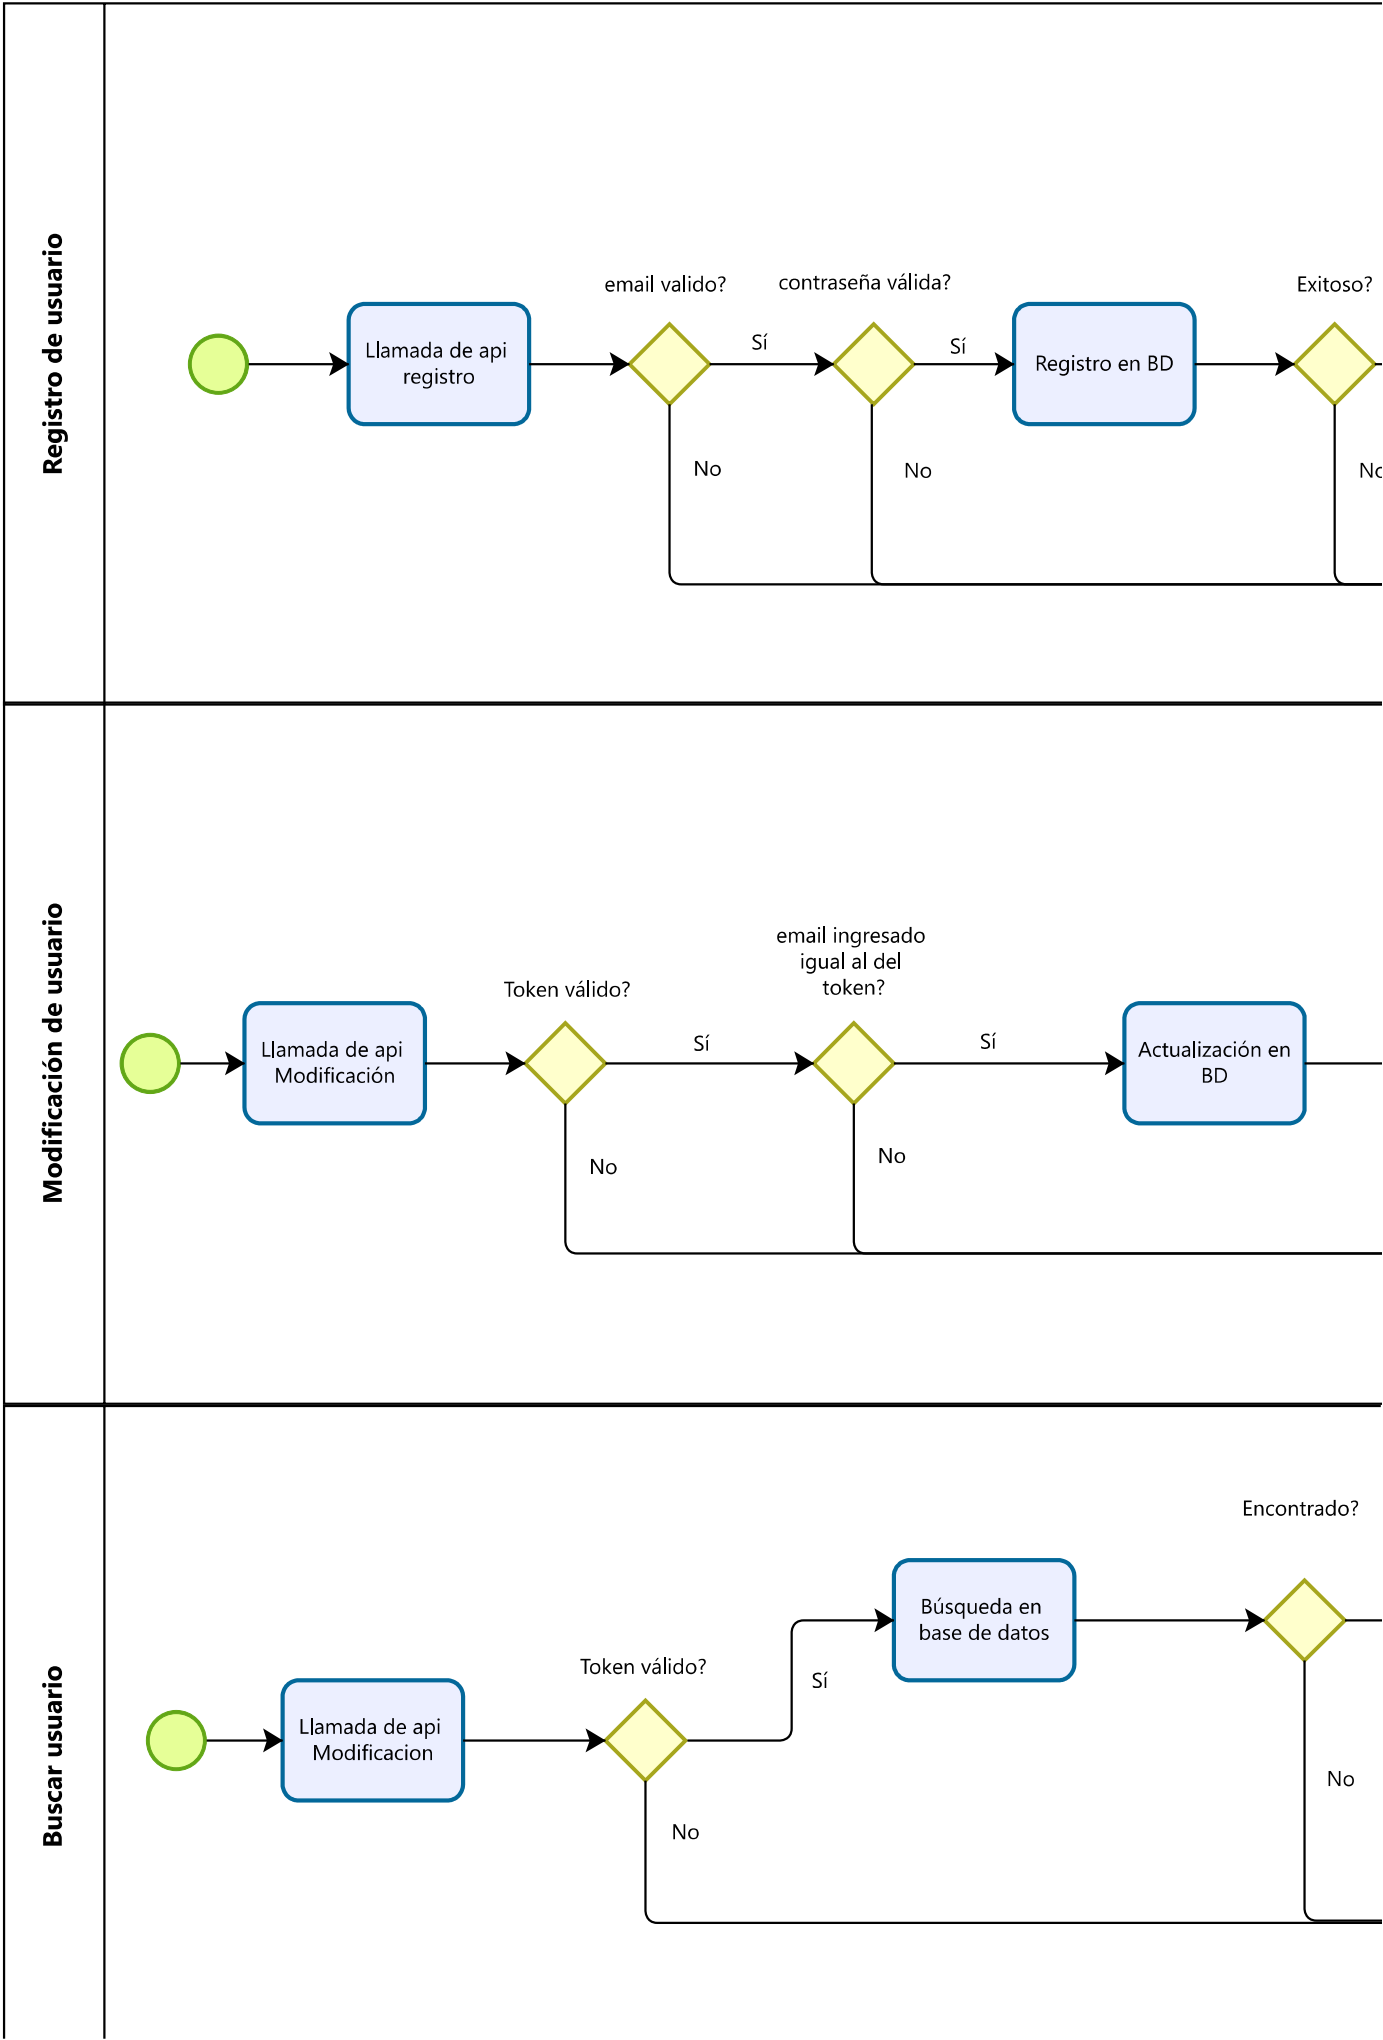 Registro de usuario
email valido?
contraseña válida?
Exitoso?
Llamada de api
registro
Sí
Sí
Registro en BD
No
No
No
Modificación de usuario
email ingresado
igual al del
token?
Token válido?
Llamada de api
Modificación
Sí
Sí
Actualización en
BD
No
No
Buscar usuario
Encontrado?
Búsqueda en
base de datos
Token válido?
Sí
Llamada de api
Modificacion
No
No